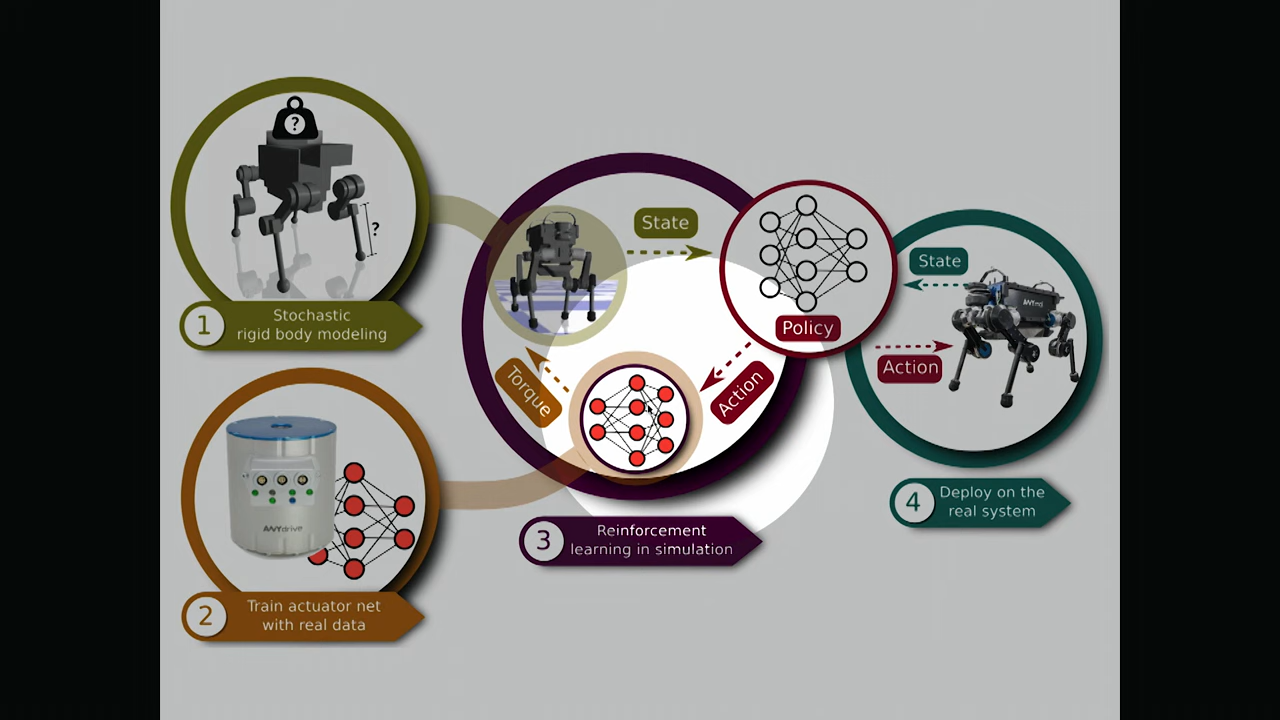 ?
?
1
Stochastic
rigid body modeling
ANYdrive
2
Train actuator net
with real data
State
Policy
Action
Torque
3
Reinforcement
learning in simulation
State
Action
4
Deploy on the
real system